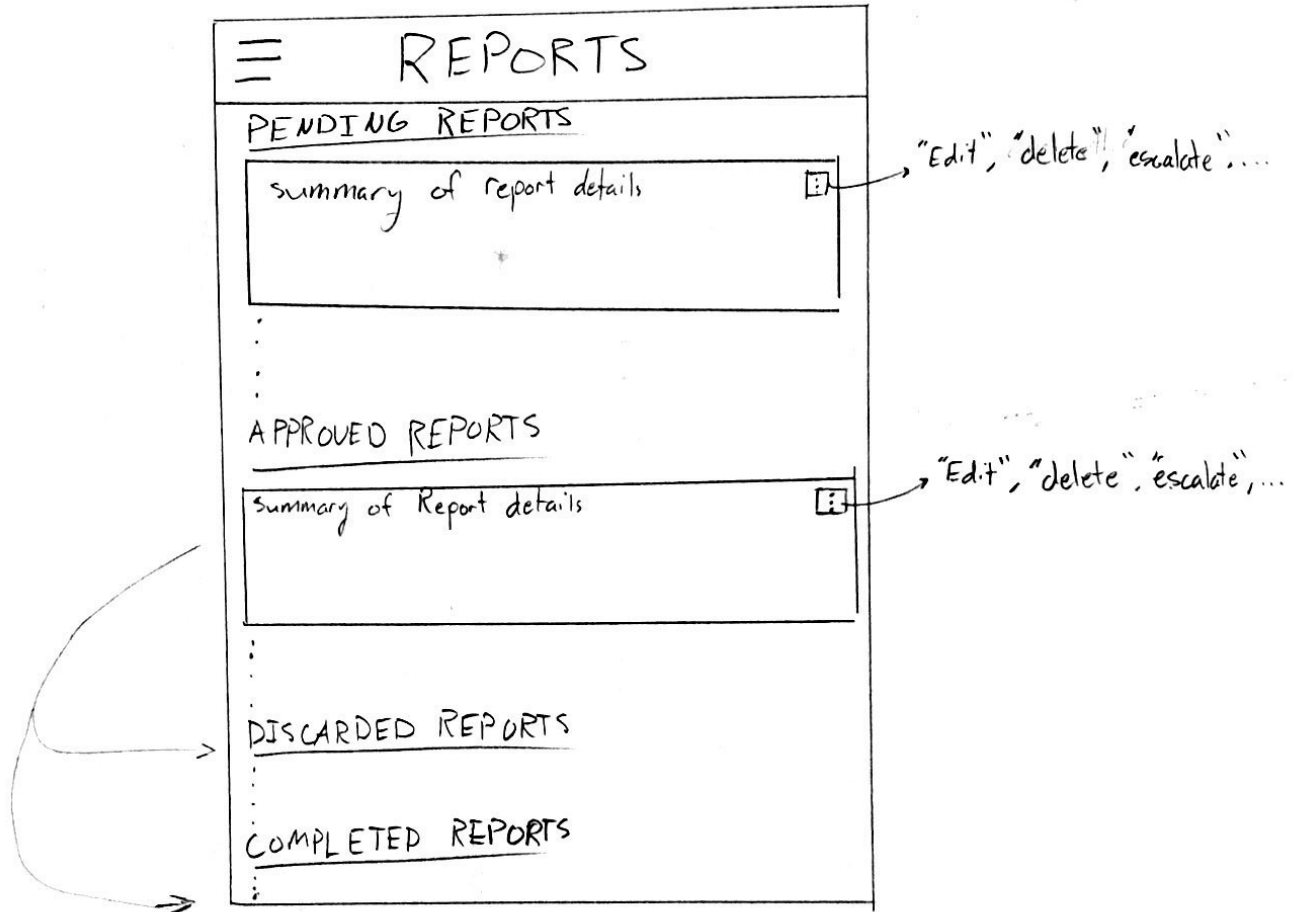 REPORTS
PENDING REPORTS
summary of report details
"Edit", "delete", "escalate", ...
APPROVED REPORTS
Summary of Report details
"Edit", "delete", "escalate", ...
DISCARDED REPORTS
COMPLETED REPORTS